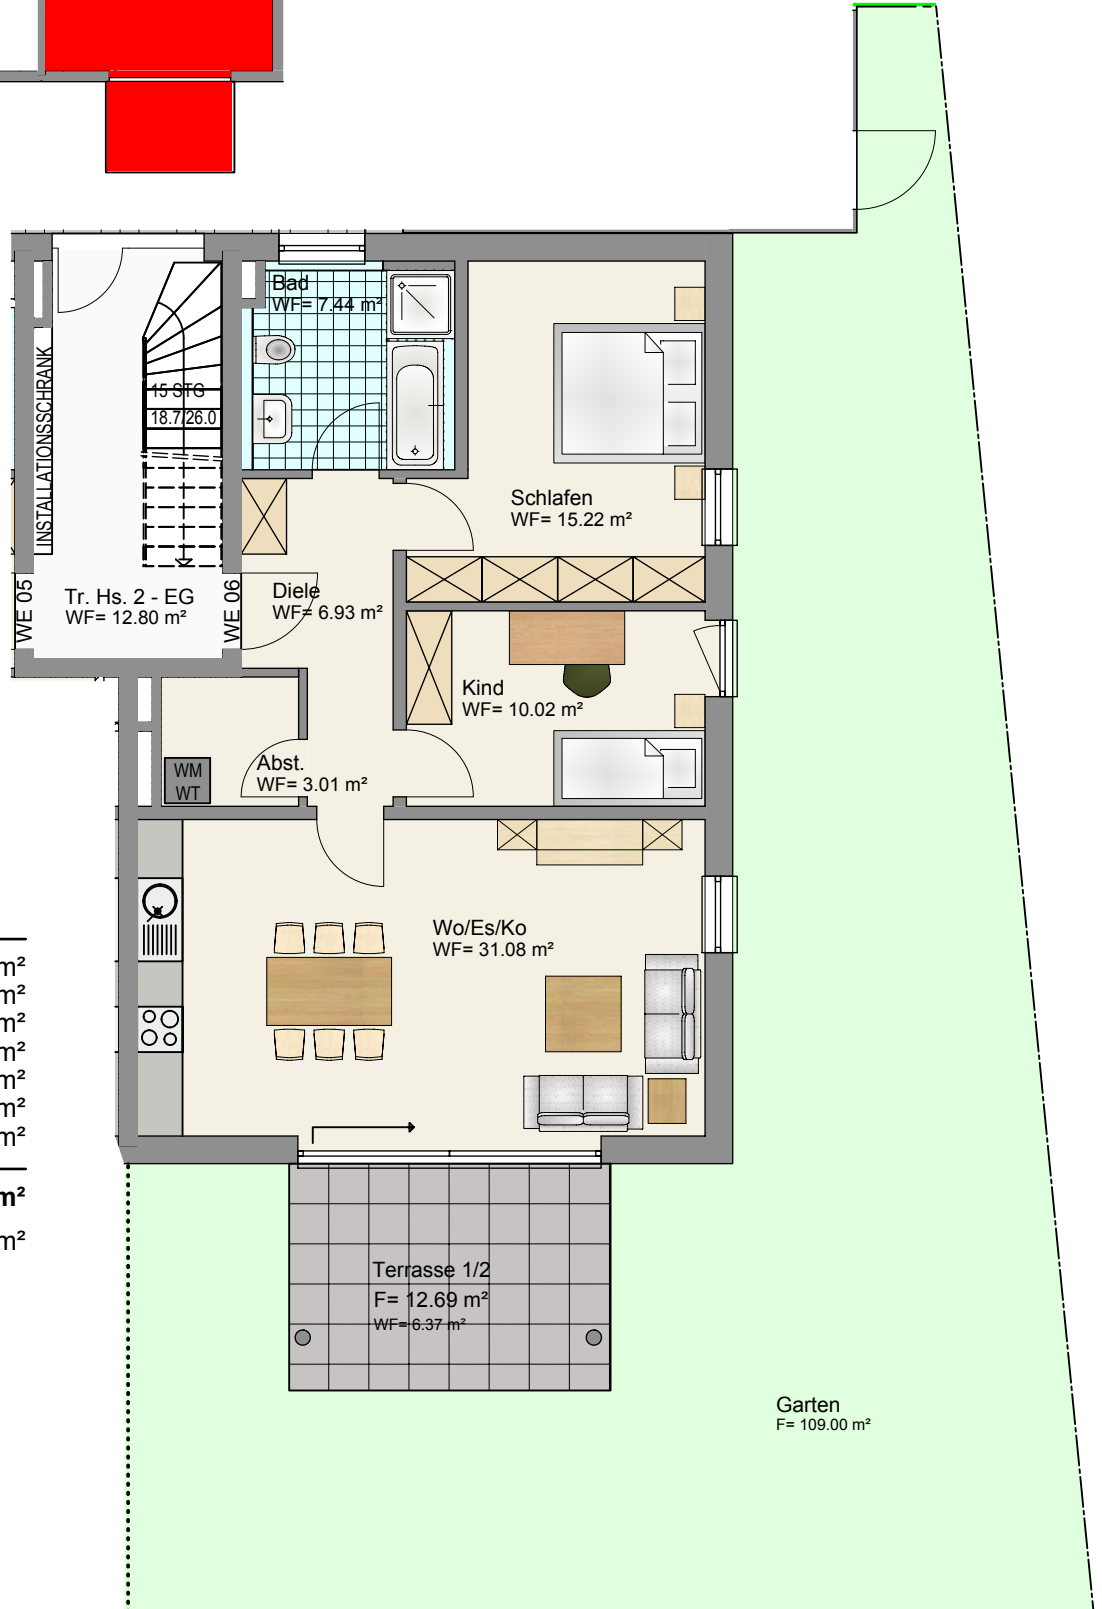 Bad
WF= 7.44 m²
15 STG
18.7/26.0
INSTALLATIONSSCHRANK
Schlafen
WF= 15.22 m²
WE 05
Tr. Hs. 2 - EG
WF= 12.80 m²
WE 06
Diele
WF= 6.93 m²
Kind
WF= 10.02 m²
Abst.
WF= 3.01 m²
WM
WT
Wo/Es/Ko
WF= 31.08 m²
m²
m²
m²
m²
m²
m²
m²
m²
m²
Terrasse 1/2
F= 12.69 m²
WF=6.37 m²
Garten
F= 109.00 m²